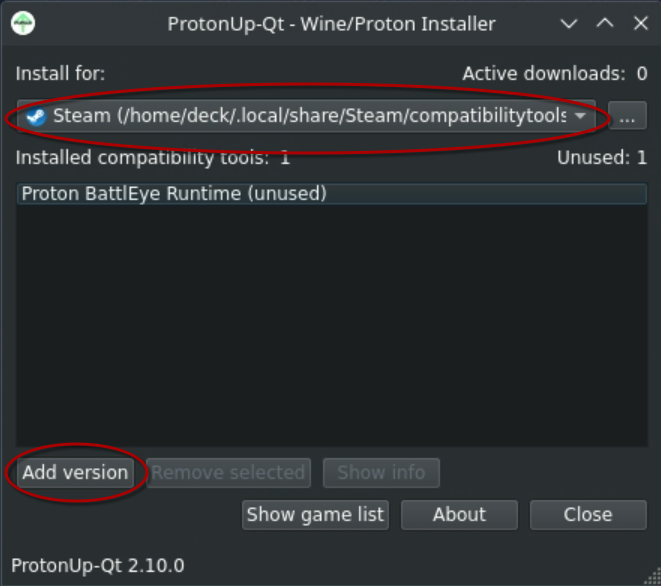 ProtonUp-Qt - Wine/Proton Installer
Install for: Active downloads: 0
Steam (/home/deck/.local/share/Steam/compatibilitytools ...
Installed compatibility tools: 1 Unused: 1
Proton BattlEye Runtime (unused)
Add version Remove selected Show info
Show game list About Close
ProtonUp-Qt 2.10.0